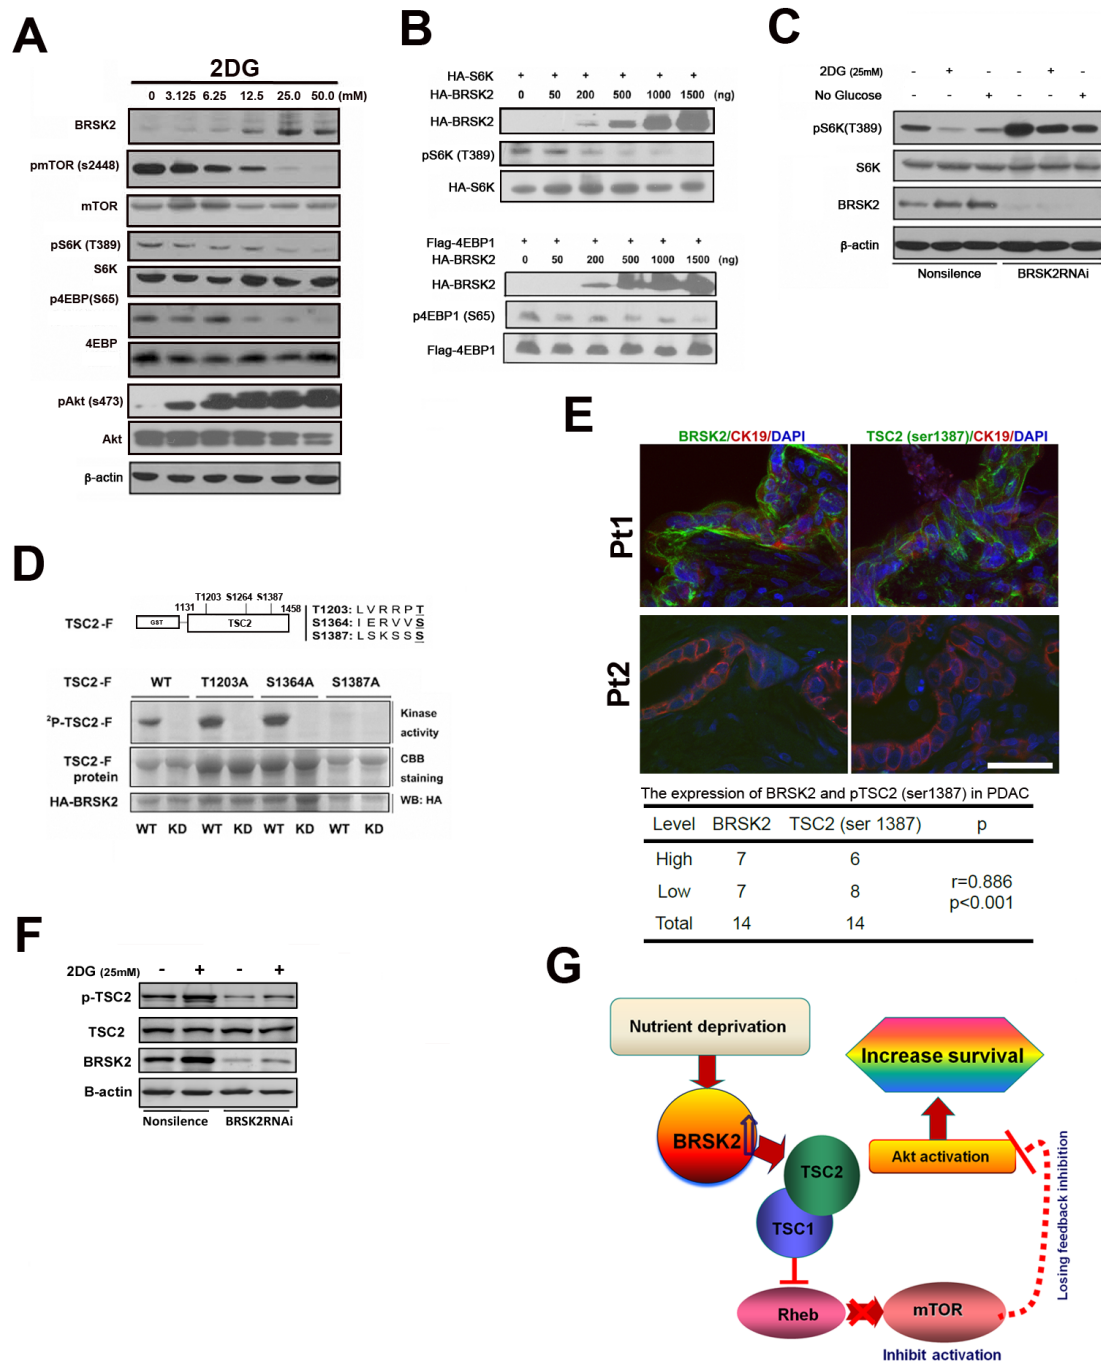 A
2DG
0 3.125 6.25 12.5 25.0 50.0 (mM)
BRSK2
pmTOR (s2448)
mTOR
pS6K (T389)
S6K
p4EBP(S65)
4EBP
pAkt (s473)
Akt
β-actin
B
HA-S6K + + + + + +
HA-BRSK2 0 50 200 500 1000 1500 (ng)
HA-BRSK2
pS6K (T389)
HA-S6K
Flag-4EBP1 + + + + + +
HA-BRSK2 0 50 200 500 1000 1500 (ng)
HA-BRSK2
p4EBP1 (S65)
Flag-4EBP1
C
2DG (25mM) - + - - + -
No Glucose - - + - - +
pS6K(T389)
S6K
BRSK2
β-actin
Nonsilence BRSK2RNAi
D
T1203 S1264 S1387
1131 1458
TSC2-F GST TSC2
T1203: L V R R P T
S1364: I E R V V S
S1387: L S K S S S
TSC2-F WT T1203A S1364A S1387A
²P-TSC2-F Kinase activity
TSC2-F protein CBB staining
HA-BRSK2 WB: HA
WT KD WT KD WT KD WT KD
E
BRSK2/CK19/DAPI TSC2 (ser1387)/CK19/DAPI
Pt1
Pt2
The expression of BRSK2 and pTSC2 (ser1387) in PDAC
Level BRSK2 TSC2 (ser 1387) p
High 7 6
Low 7 8
r=0.886
p<0.001
Total 14 14
F
2DG (25mM) - + - +
p-TSC2
TSC2
BRSK2
B-actin
Nonsilence BRSK2RNAi
G
Nutrient deprivation
Increase survival
BRSK2
Akt activation
TSC2
TSC1
Losing feedback inhibition
Rheb
mTOR
Inhibit activation